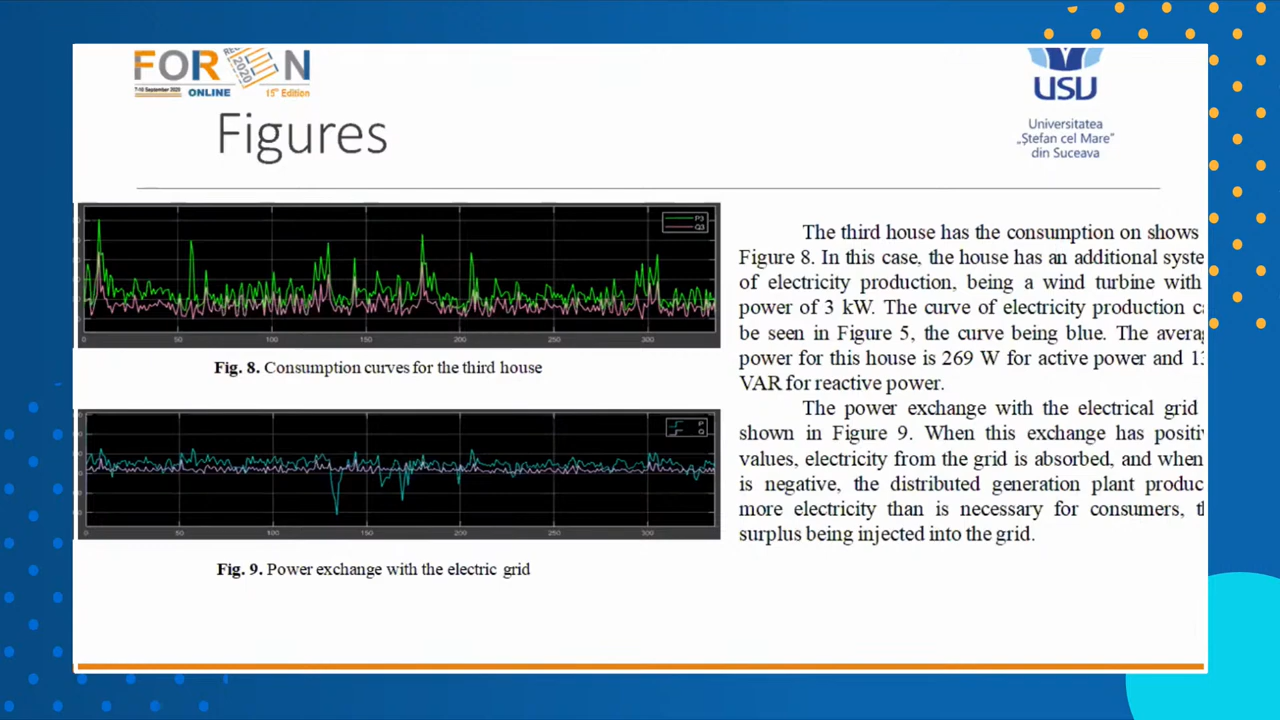 FOREN
REGIONAL 2020
7-10 September 2020
ONLINE
15th Edition
USV
Universitatea
„Ștefan cel Mare”
din Suceava
Figures
P3
Q3
0 50 100 150 200 250 300
Fig. 8. Consumption curves for the third house
P
Q
0 50 100 150 200 250 300
Fig. 9. Power exchange with the electric grid
The third house has the consumption on shows
Figure 8. In this case, the house has an additional syste
of electricity production, being a wind turbine with
power of 3 kW. The curve of electricity production c
be seen in Figure 5, the curve being blue. The avera
power for this house is 269 W for active power and 1
VAR for reactive power.
The power exchange with the electrical grid
shown in Figure 9. When this exchange has positi
values, electricity from the grid is absorbed, and when
is negative, the distributed generation plant produc
more electricity than is necessary for consumers, t
surplus being injected into the grid.